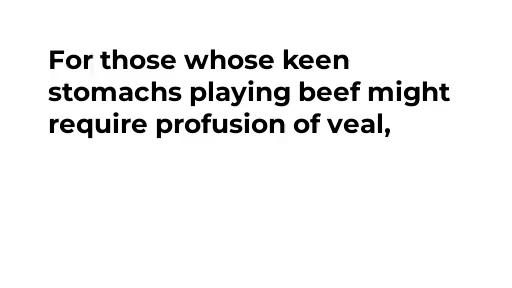 For those whose keen
stomachs playing beef might
require profusion of veal,